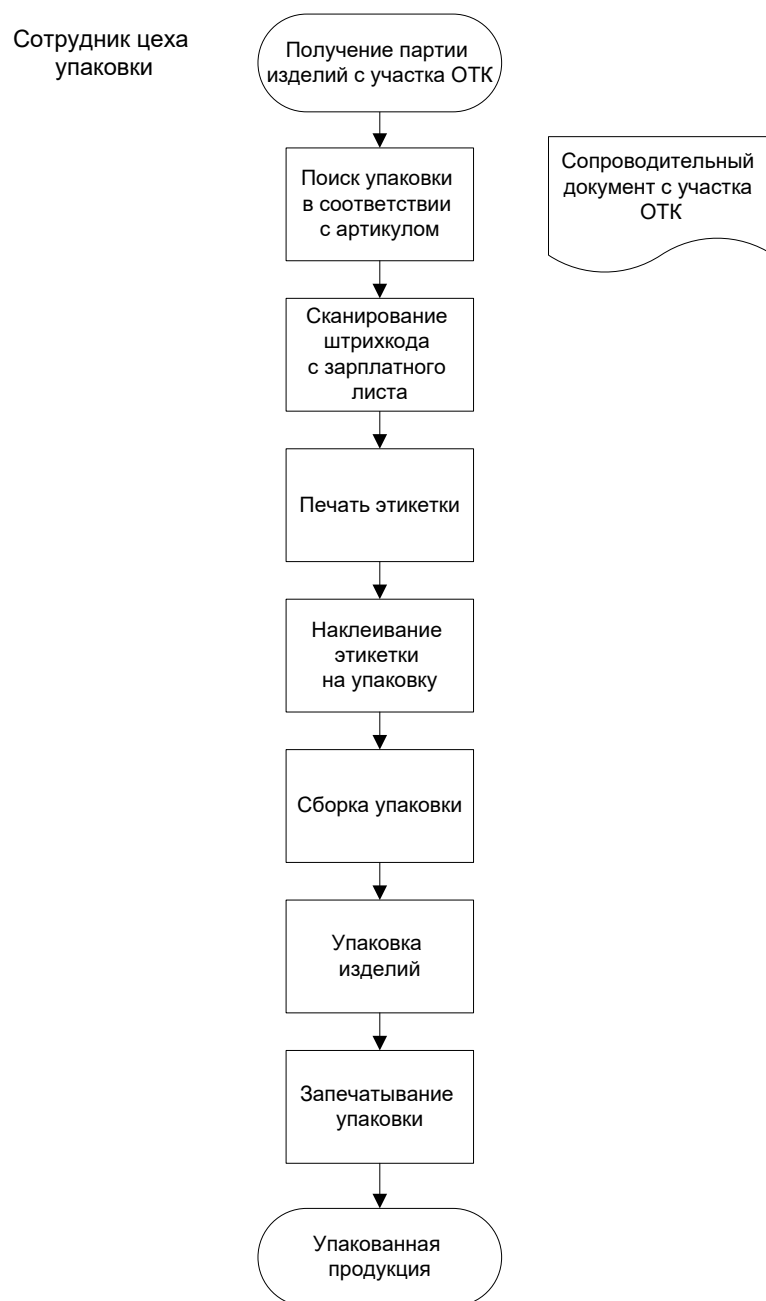 Сотрудник цеха
упаковки
Получение партии
изделий с участка ОТК
Поиск упаковки
в соответствии
с артикулом
Сопроводительный
документ с участка
ОТК
Сканирование
штрихкода
с зарплатного
листа
Печать этикетки
Наклеивание
этикетки
на упаковку
Сборка упаковки
Упаковка
изделий
Запечатывание
упаковки
Упакованная
продукция